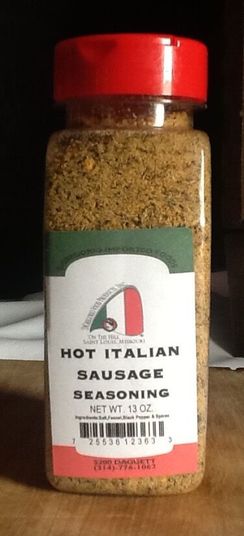 "ON THE HILL"
SAINT LOUIS, MISSOURI
HOT ITALIAN
SAUSAGE
SEASONING
NET WT. 13 OZ.
Ingredients:Salt,Fennel,Black Pepper & Spices
7 25536 12363 3
5200 DAGGETT
(314)-776-1062